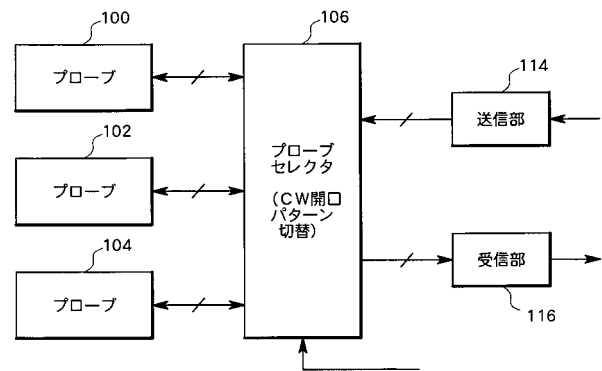 100
プローブ
102
プローブ
104
プローブ
106
プローブ
セレクタ
(CW開口
パターン
切替)
114
送信部
受信部
116